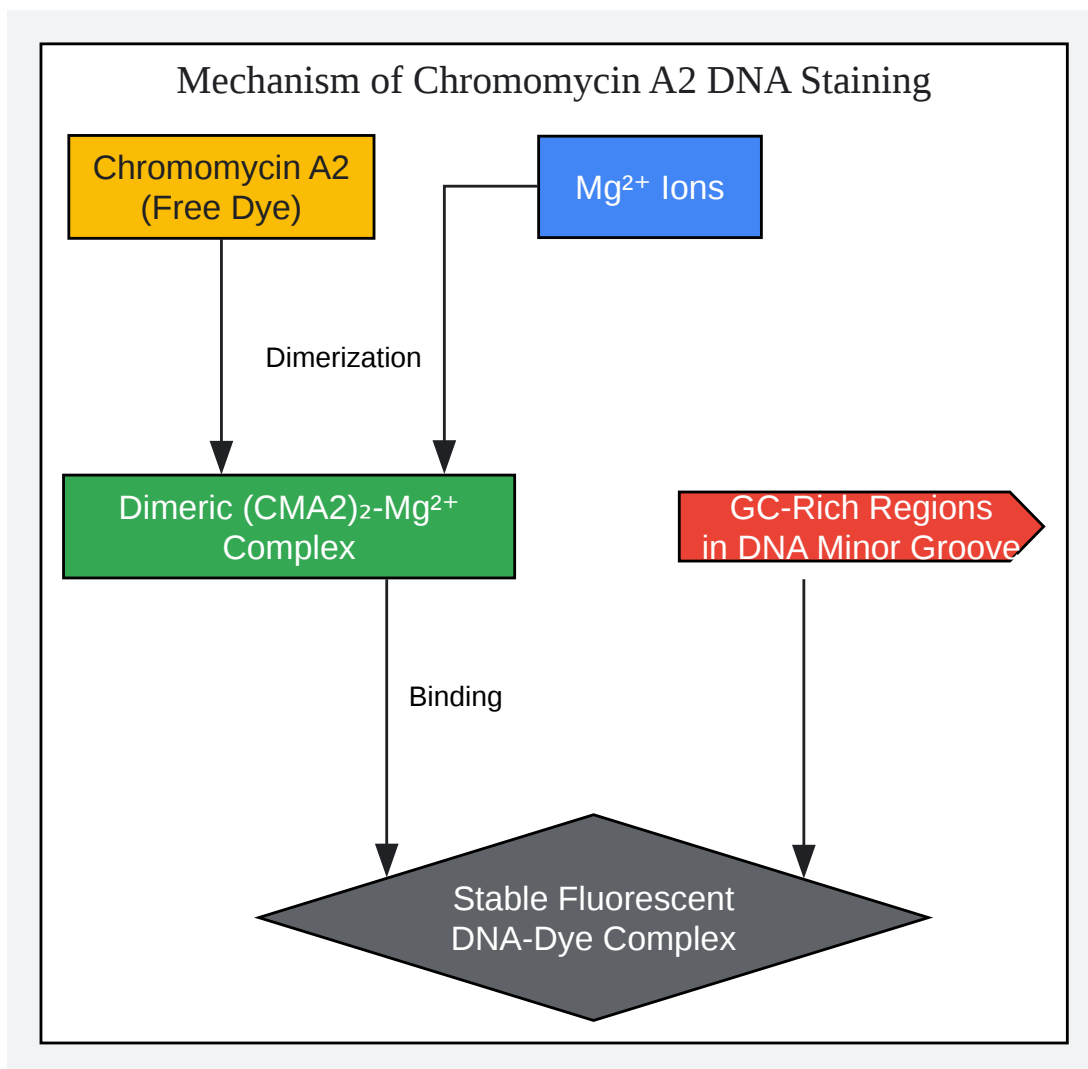 Mechanism of Chromomycin A2 DNA Staining
Chromomycin A2
(Free Dye)
Mg²⁺ Ions
Dimerization
Dimeric (CMA2)₂-Mg²⁺
Complex
GC-Rich Regions
in DNA Minor Groove
Binding
Stable Fluorescent
DNA-Dye Complex